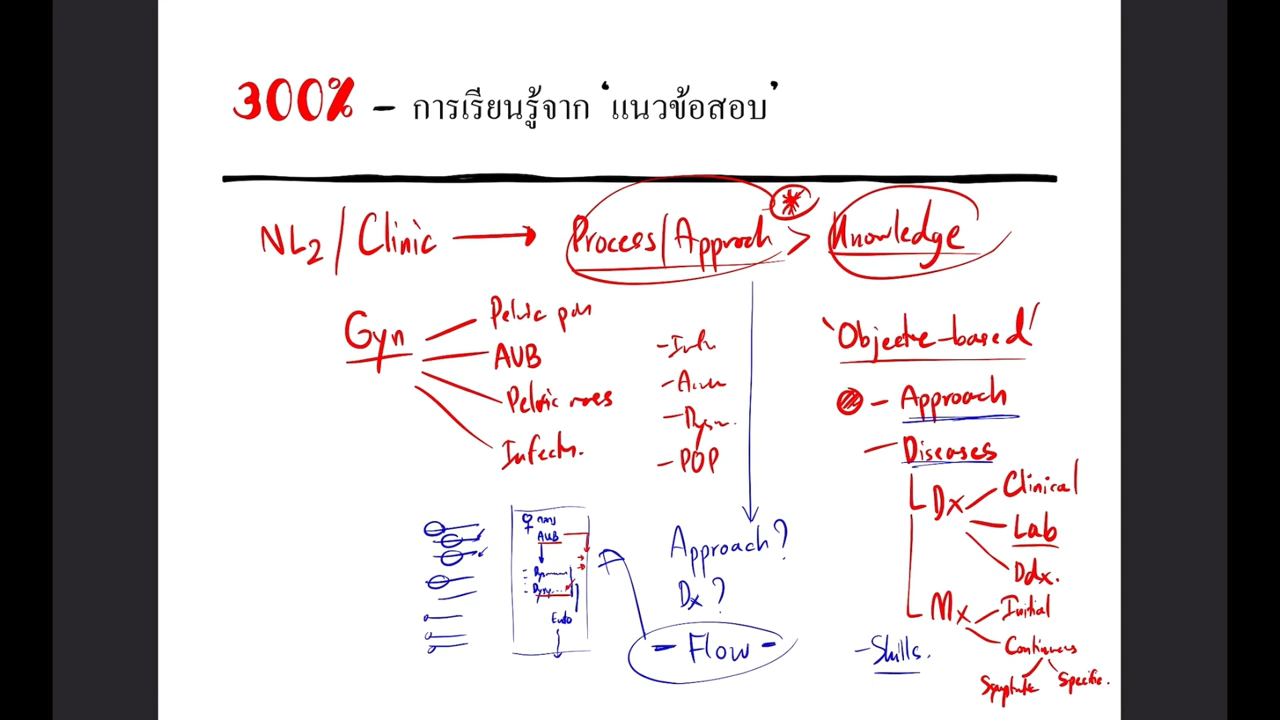 300% - การเรียนรู้จาก 'แนวข้อสอบ'
NL2/Clinic → Process/Approch > Knowledge
Gyn
Pelvic pain
AUB
Pelvic mass
Infectn.
- POP
'Objective-based'
- Approach
- Diseases
Dx
Clinical
Lab
Ddx.
Mx
Initial
Continuous
Specific.
Approach?
Dx?
- Flow -
- Skills.
AUB
Endo